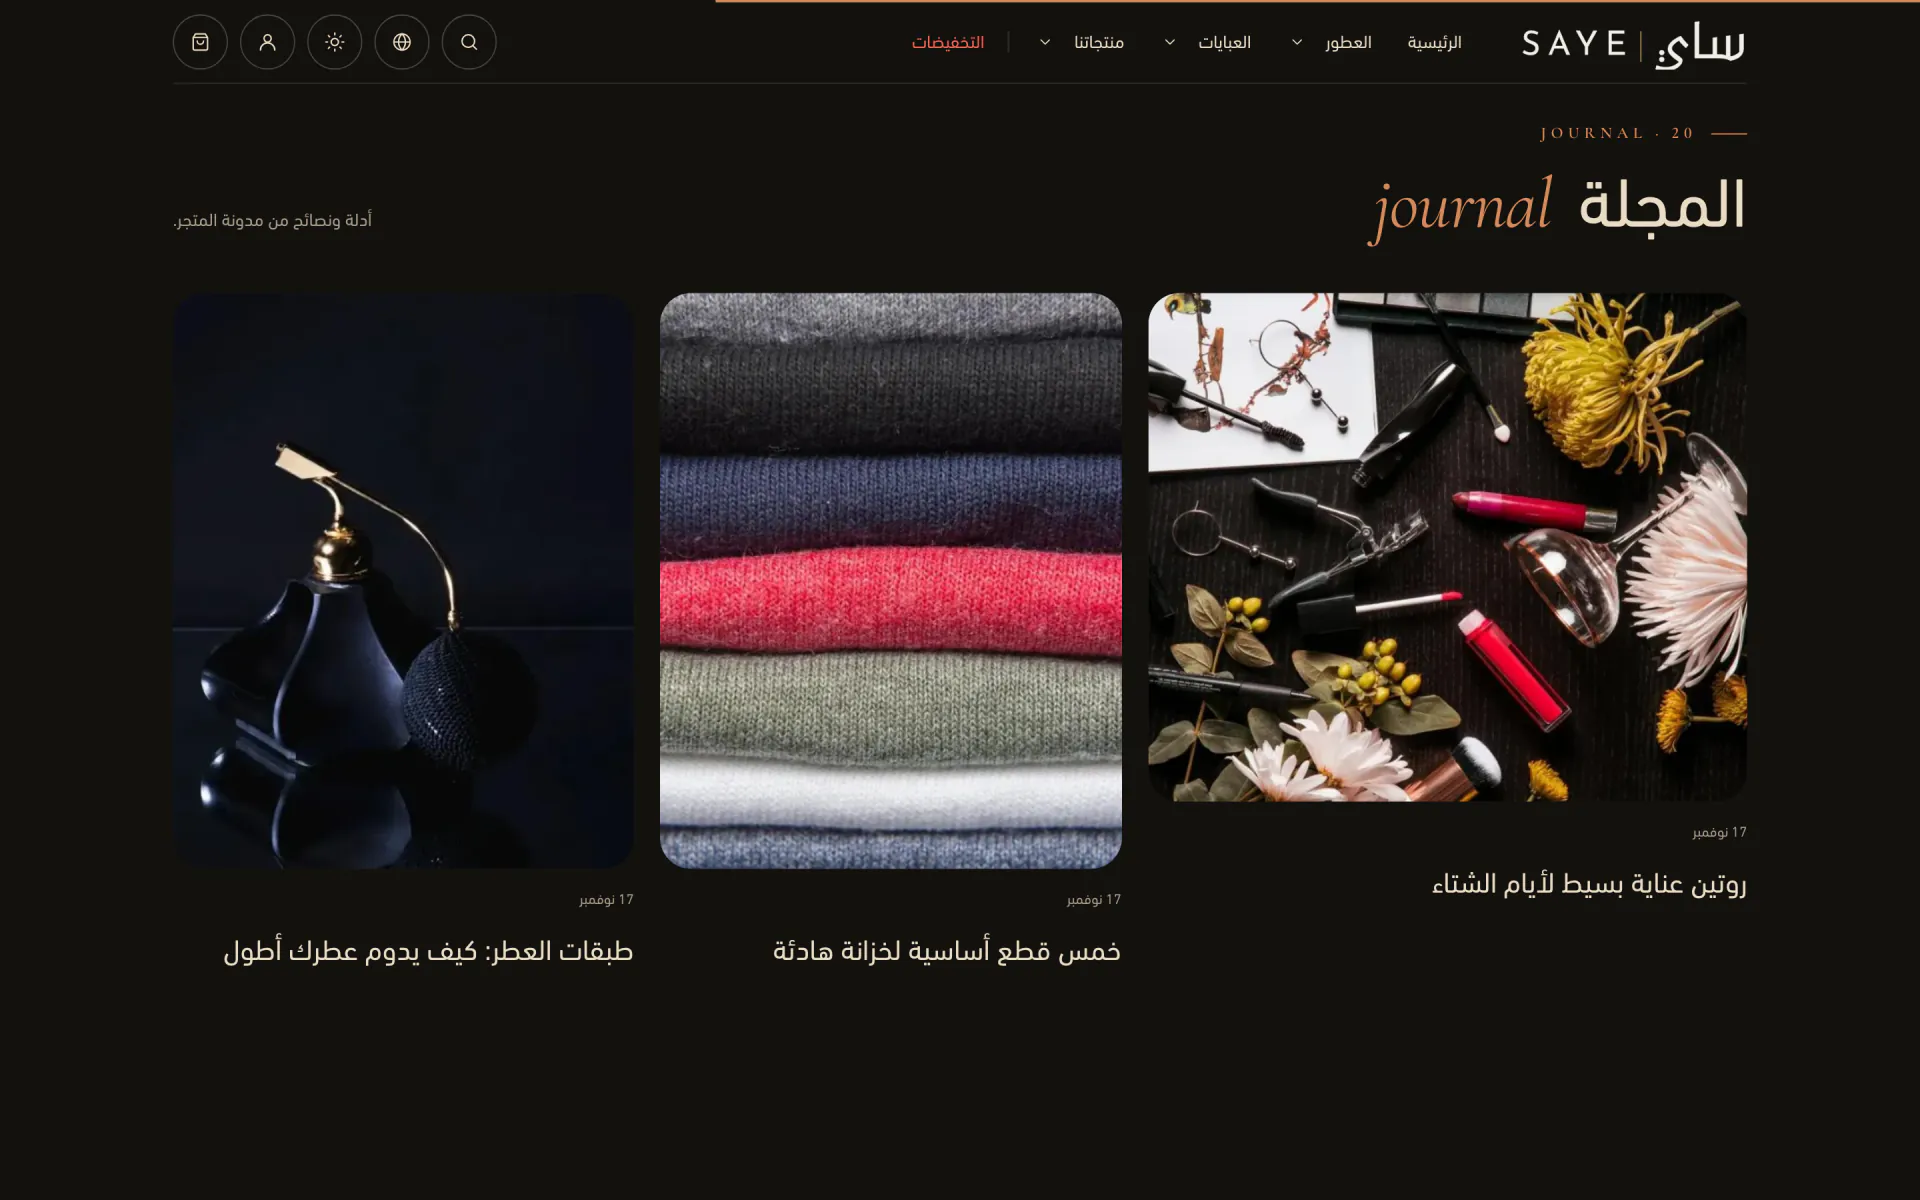 ساي | SAYE
الرئيسية
العطور
العبايات
منتجاتنا
التخفيضات
JOURNAL · 20
المجلة journal
أدلة ونصائح من مدونة المتجر.
17 نوفمبر
روتين عناية بسيط لأيام الشتاء
17 نوفمبر
خمس قطع أساسية لخزانة هادئة
17 نوفمبر
طبقات العطر: كيف يدوم عطرك أطول